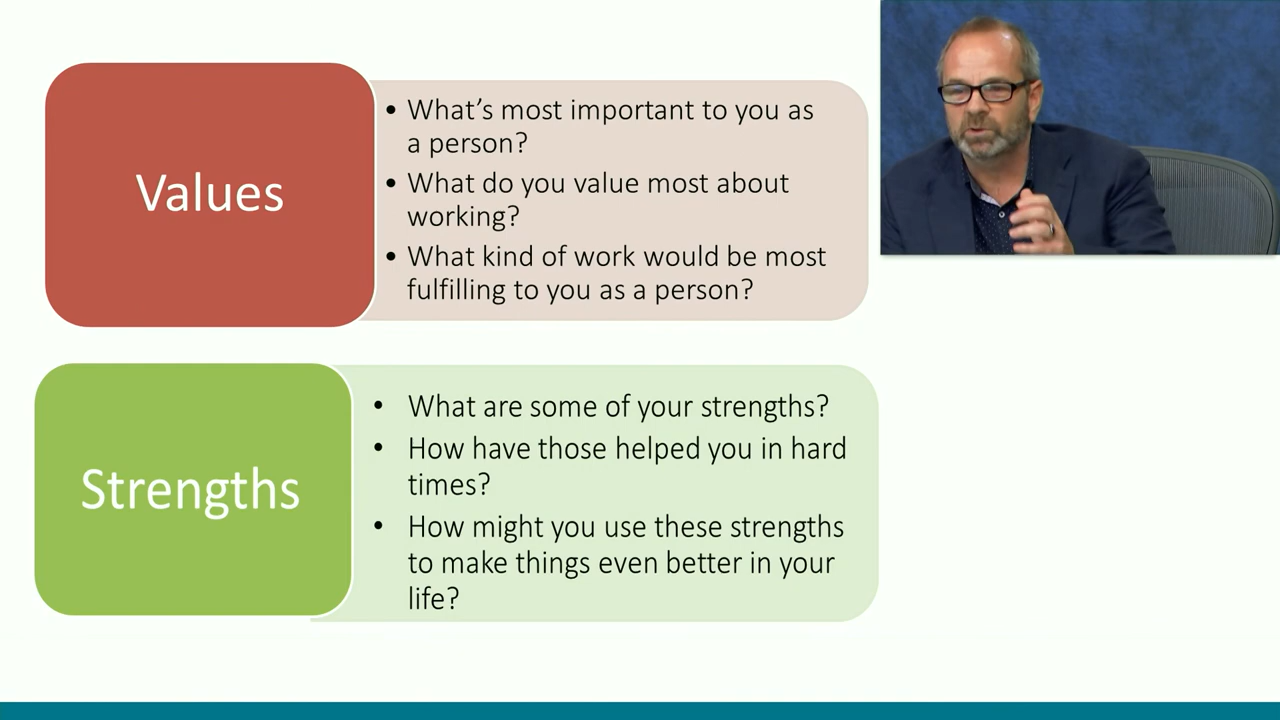 Values
• What’s most important to you as
a person?
• What do you value most about
working?
• What kind of work would be most
fulfilling to you as a person?
Strengths
• What are some of your strengths?
• How have those helped you in hard
times?
• How might you use these strengths
to make things even better in your
life?